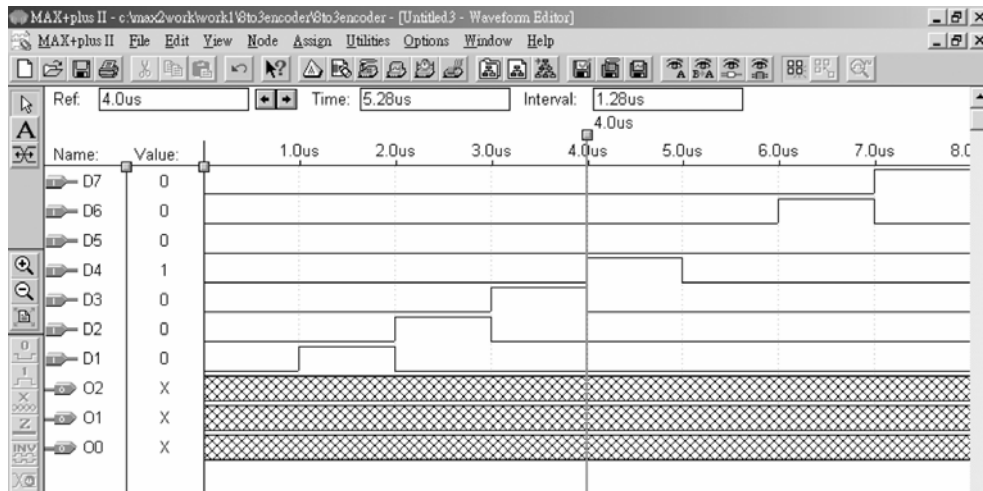 MAX+plus II - c:\max2work\work1\8to3encoder\8to3encoder - [Untitled3 - Waveform Editor]
MAX+plus II File Edit View Node Assign Utilities Options Window Help
Ref: 4.0us Time: 5.28us Interval: 1.28us
4.0us
Name: Value: 1.0us 2.0us 3.0us 4.0us 5.0us 6.0us 7.0us 8.0
D7 0
D6 0
D5 0
D4 1
D3 0
D2 0
D1 0
O2 X
O1 X
O0 X